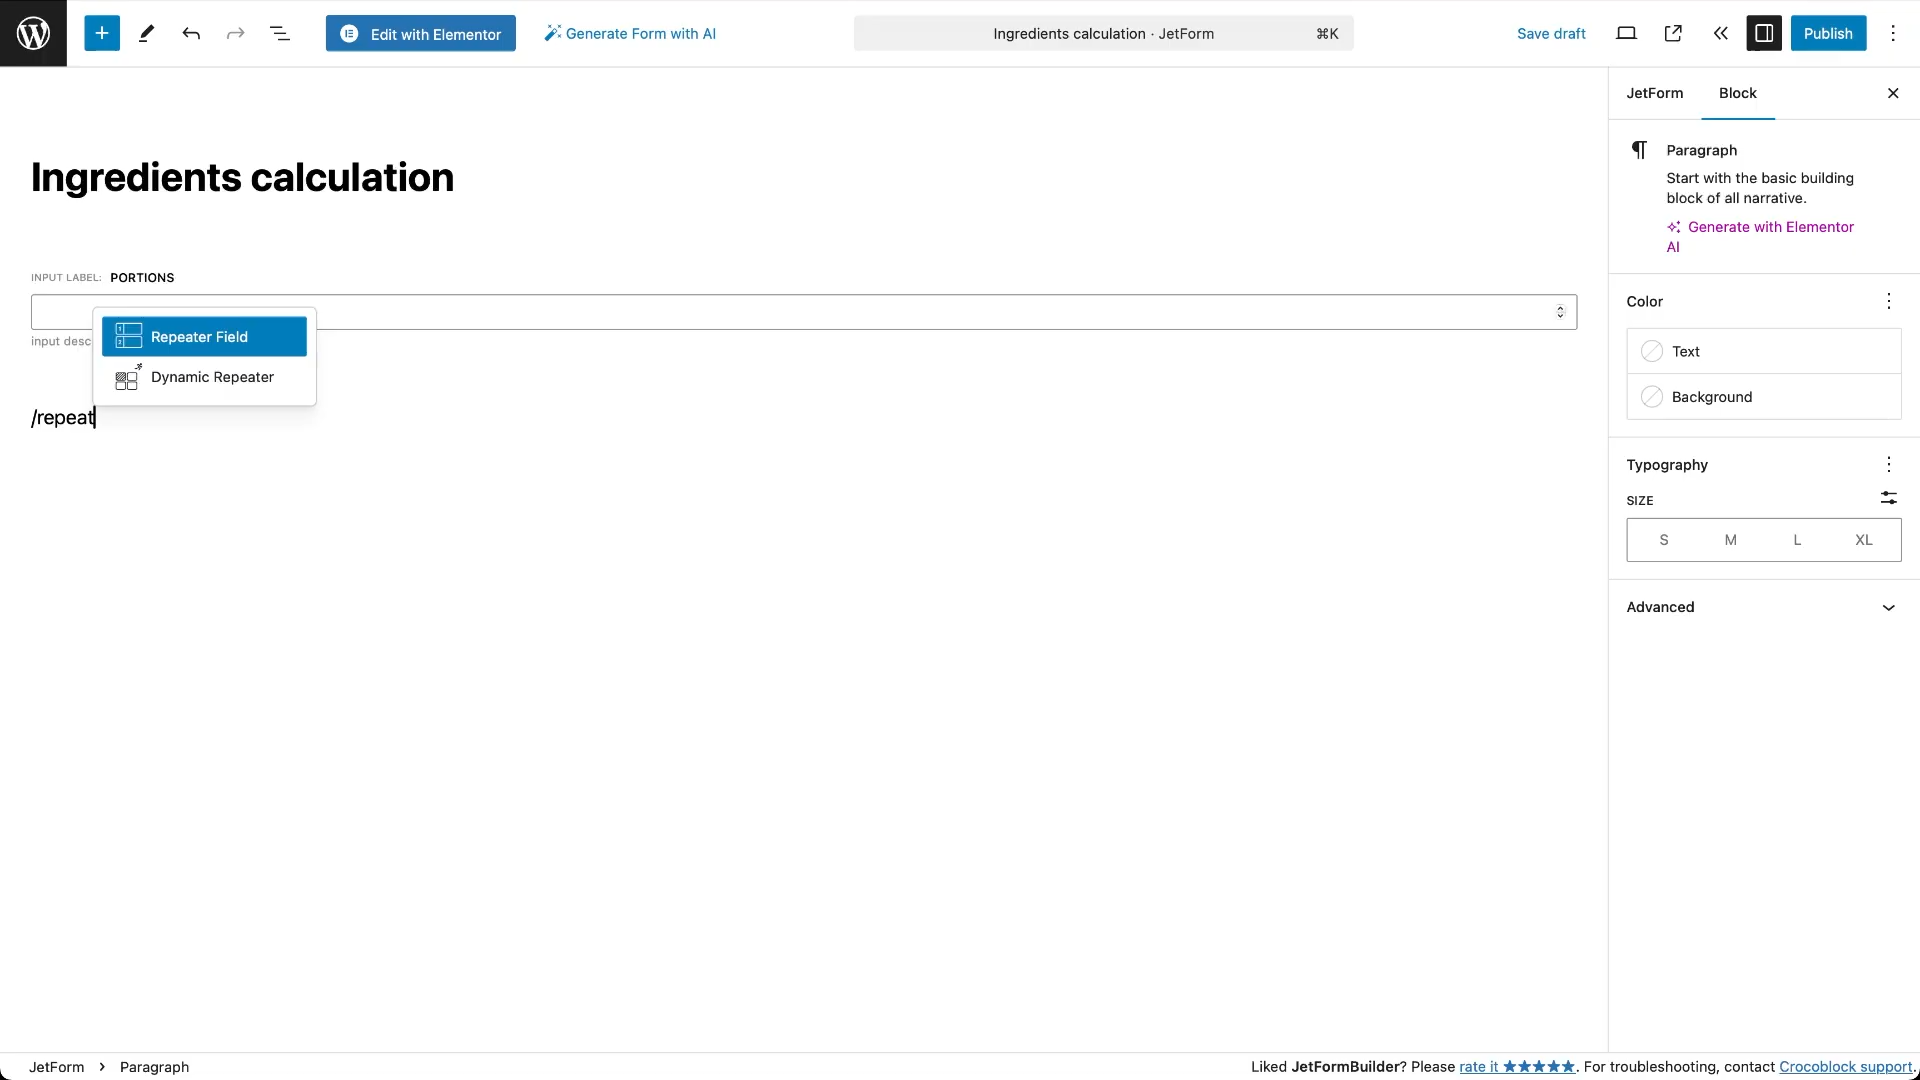 Edit with Elementor
Generate Form with AI
Ingredients calculation · JetForm
⌘K
Save draft
Publish
JetForm
Block
Paragraph
Start with the basic building
block of all narrative.
Generate with Elementor
AI
Ingredients calculation
INPUT LABEL: PORTIONS
input desc
Repeater Field
Dynamic Repeater
/repeat
Color
Text
Background
Typography
SIZE
S M L XL
Advanced
JetForm > Paragraph
Liked JetFormBuilder? Please rate it ★★★★★. For troubleshooting, contact Crocoblock support.